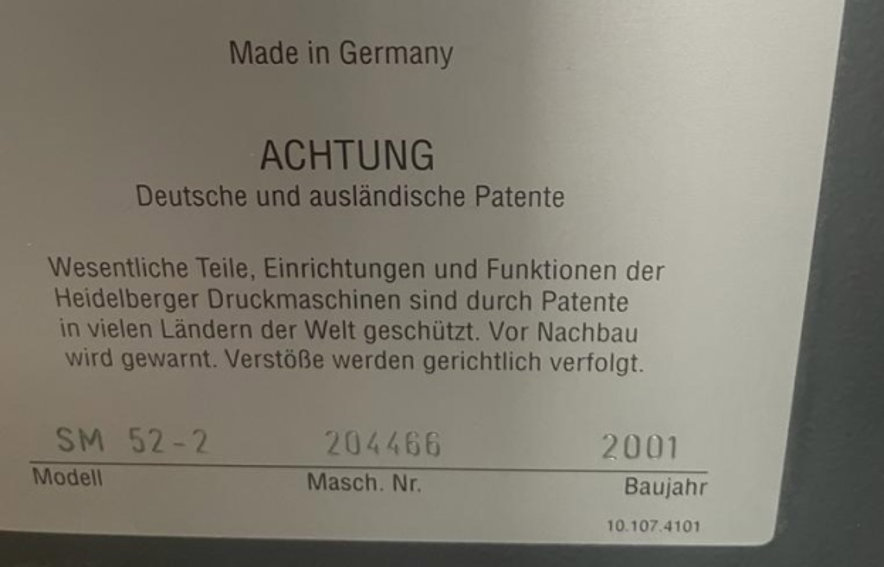 Made in Germany
ACHTUNG
Deutsche und ausländische Patente
Wesentliche Teile, Einrichtungen und Funktionen der
Heidelberger Druckmaschinen sind durch Patente
in vielen Ländern der Welt geschützt. Vor Nachbau
wird gewarnt. Verstöße werden gerichtlich verfolgt.
SM 52-2 204466 2001
Modell Masch. Nr. Baujahr
10.107.4101